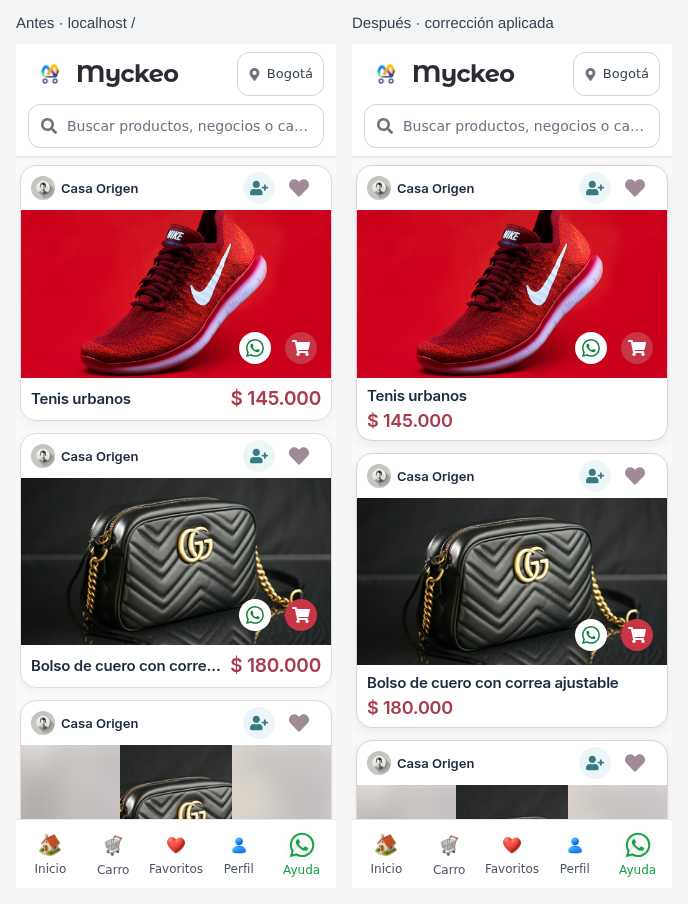 Antes · localhost /
Myckeo
Bogotá
Buscar productos, negocios o ca...
Casa Origen
NIKE
Tenis urbanos
$ 145.000
Casa Origen
GG
Bolso de cuero con corre...
$ 180.000
Casa Origen
Inicio
Carro
Favoritos
Perfil
Ayuda
Después · corrección aplicada
Myckeo
Bogotá
Buscar productos, negocios o ca...
Casa Origen
NIKE
Tenis urbanos
$ 145.000
Casa Origen
GG
Bolso de cuero con correa ajustable
$ 180.000
Casa Origen
Inicio
Carro
Favoritos
Perfil
Ayuda